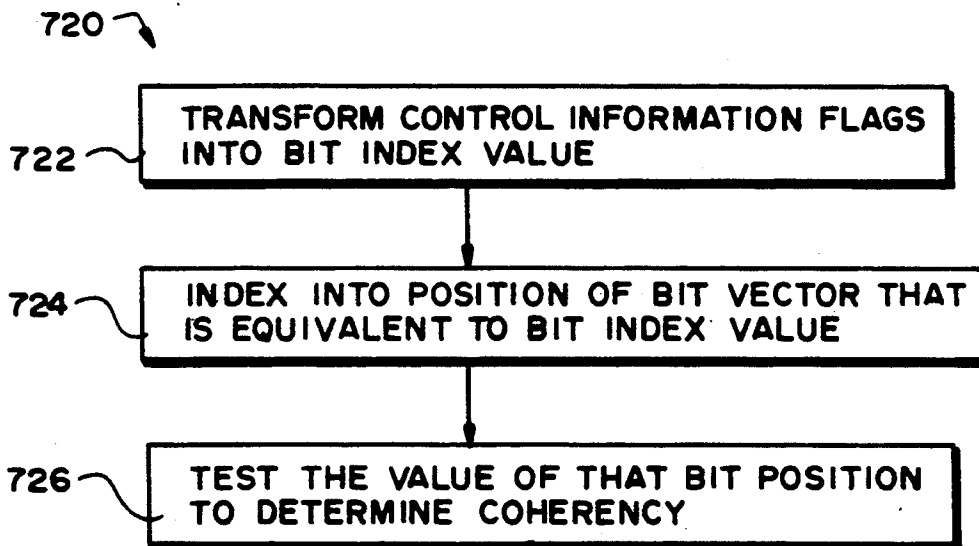 720
TRANSFORM CONTROL INFORMATION FLAGS
722
INTO BIT INDEX VALUE
INDEX INTO POSITION OF BIT VECTOR THAT
724
IS EQUIVALENT TO BIT INDEX VALUE
726
TEST THE VALUE OF THAT BIT POSITION
TO DETERMINE COHERENCY